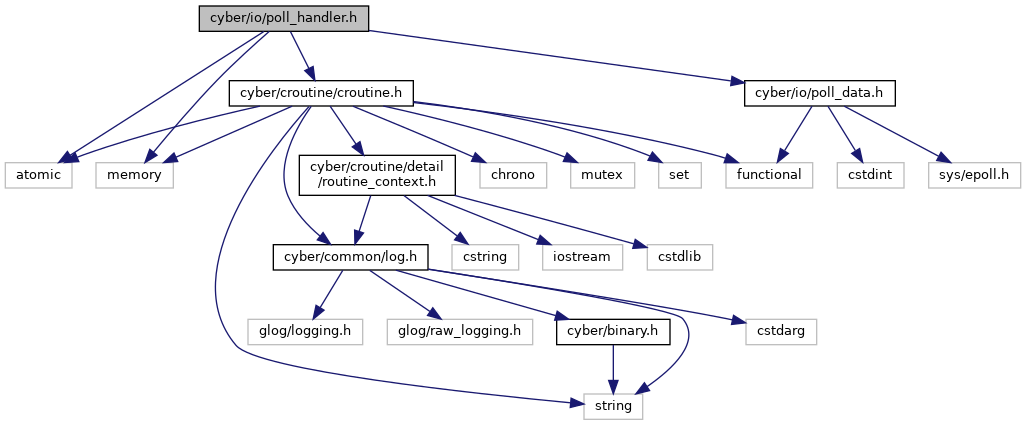 cyber/io/poll_handler.h
cyber/croutine/croutine.h
cyber/io/poll_data.h
atomic
memory
cyber/croutine/detail
/routine_context.h
chrono
mutex
set
functional
cstdint
sys/epoll.h
cyber/common/log.h
cstring
iostream
cstdlib
glog/logging.h
glog/raw_logging.h
cyber/binary.h
cstdarg
string